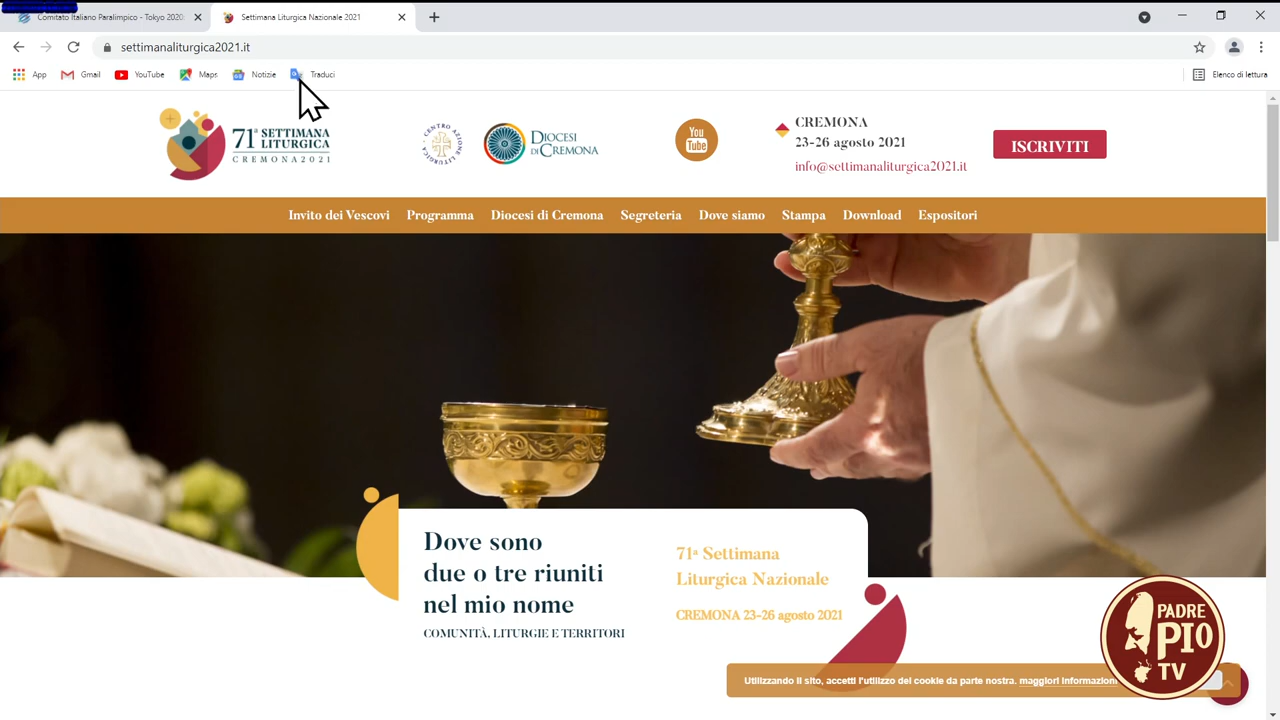 Comitato Italiano Paralimpico - Tokyo 2020
Settimana Liturgica Nazionale 2021
settimanaliturgica2021.it
App
Gmail
YouTube
Maps
Notizie
Traduci
Elenco di lettura
71ª SETTIMANA
LITURGICA
CREMONA2021
CENTRO AZIONE LITURGICA
DIOCESI
DI CREMONA
You
Tube
CREMONA
23-26 agosto 2021
info@settimanaliturgica2021.it
ISCRIVITI
Invito dei Vescovi
Programma
Diocesi di Cremona
Segreteria
Dove siamo
Stampa
Download
Espositori
Dove sono
due o tre riuniti
nel mio nome
COMUNITÀ, LITURGIE E TERRITORI
71ª Settimana
Liturgica Nazionale
CREMONA 23-26 agosto 2021
Utilizzando il sito, accetti l'utilizzo dei cookie da parte nostra. maggiori informazioni
PADRE
PIO
TV